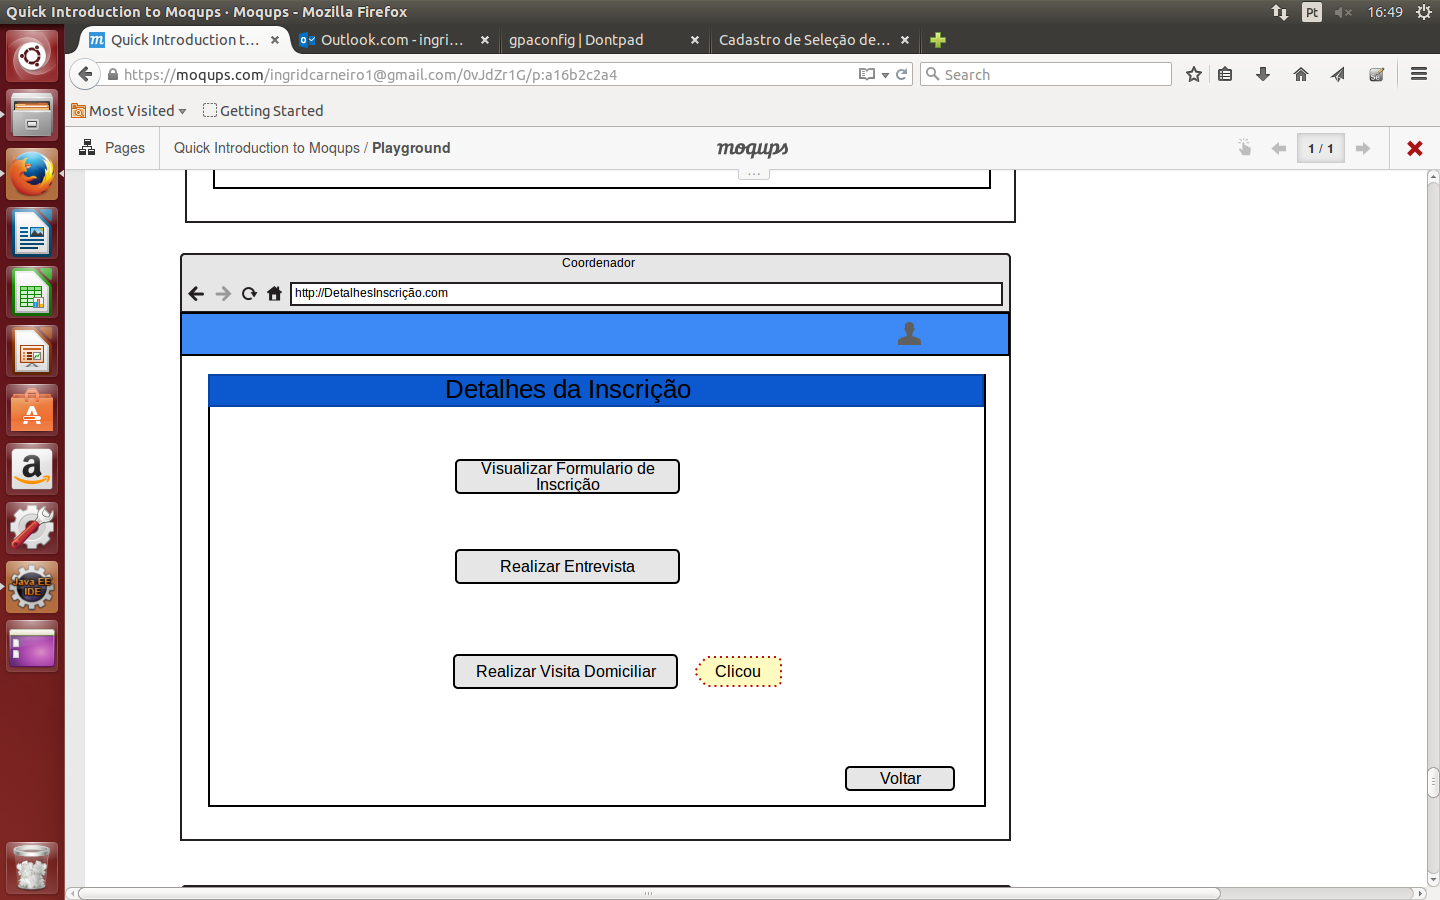 Quick Introduction to Moqups · Moqups - Mozilla Firefox
Pt
16:49
Quick Introduction t...
Outlook.com - ingri...
gpaconfig | Dontpad
Cadastro de Seleção de...
https://moqups.com/ingridcarneiro1@gmail.com/0vJdZr1G/p:a16b2c2a4
Search
Most Visited
Getting Started
Pages
Quick Introduction to Moqups / Playground
moqups
1 / 1
...
Coordenador
http://DetalhesInscrição.com
Detalhes da Inscrição
Visualizar Formulario de
Inscrição
Realizar Entrevista
Realizar Visita Domiciliar
Clicou
Voltar
Java EE
IDE